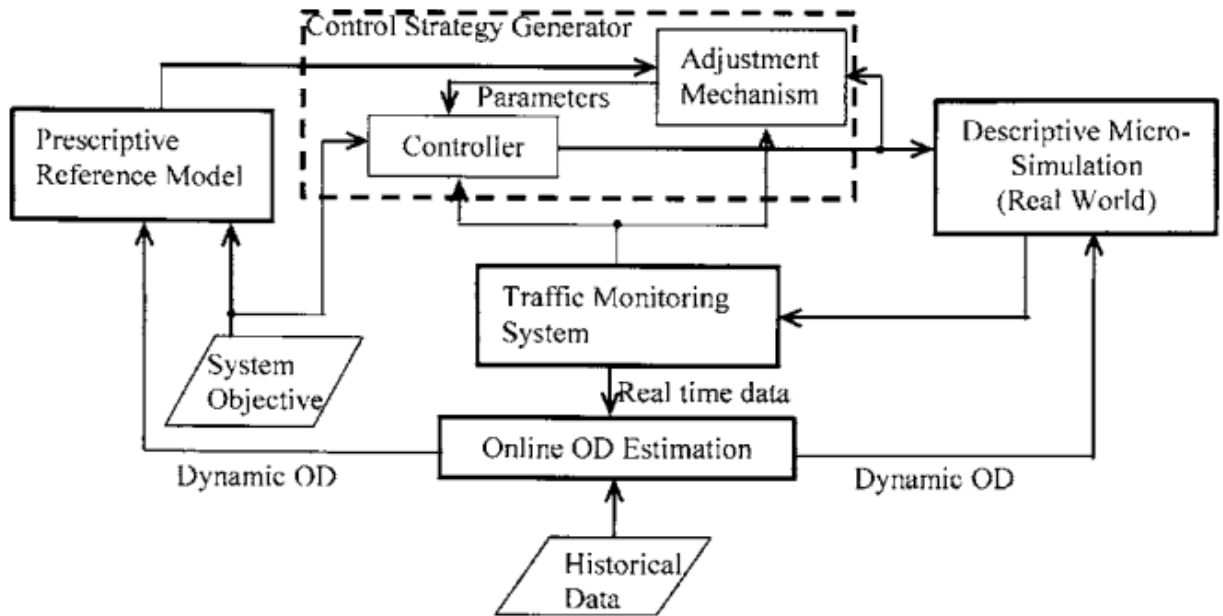 Control Strategy Generator
Adjustment
Mechanism
Parameters
Prescriptive
Reference Model
Controller
Descriptive Micro-
Simulation
(Real World)
Traffic Monitoring
System
System
Objective
Real time data
Online OD Estimation
Dynamic OD
Dynamic OD
Historical
Data